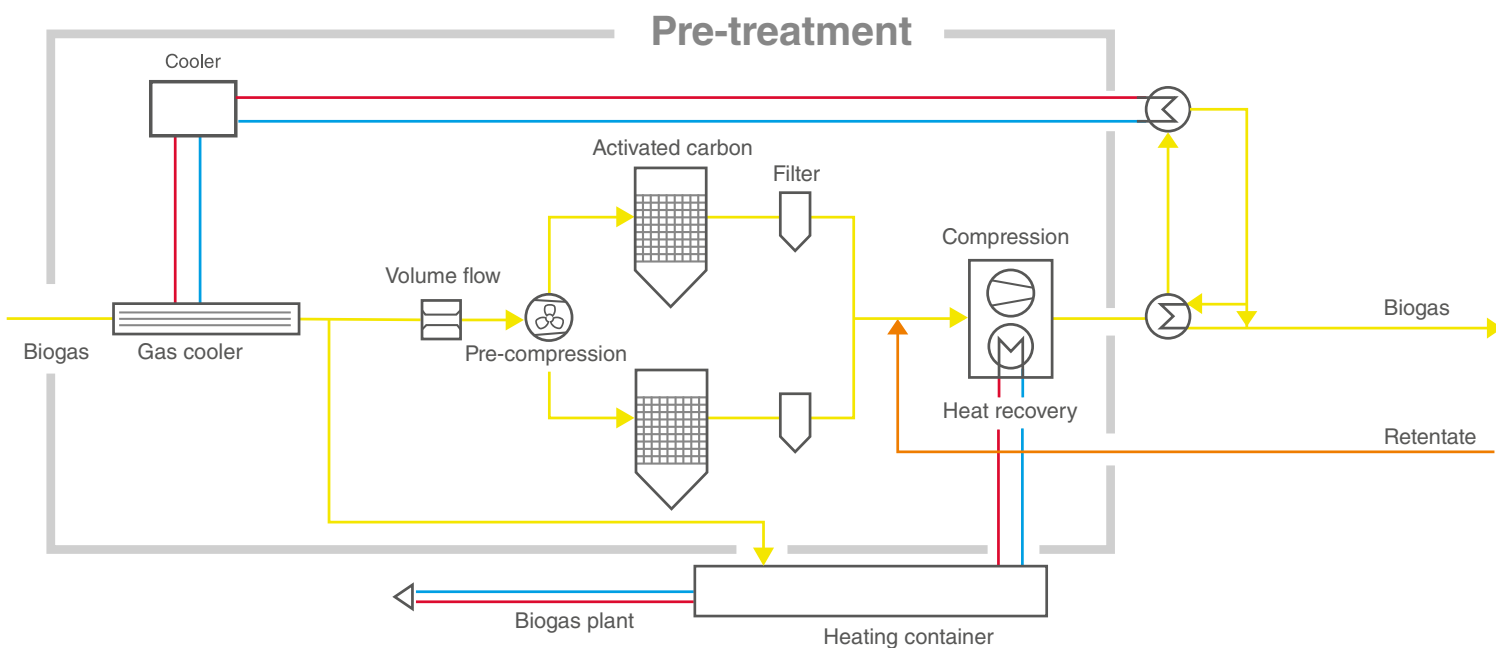 Pre-treatment
Cooler
Activated carbon
Filter
Compression
Volume flow
Biogas
Biogas
Gas cooler
Pre-compression
Heat recovery
Retentate
Biogas plant
Heating container